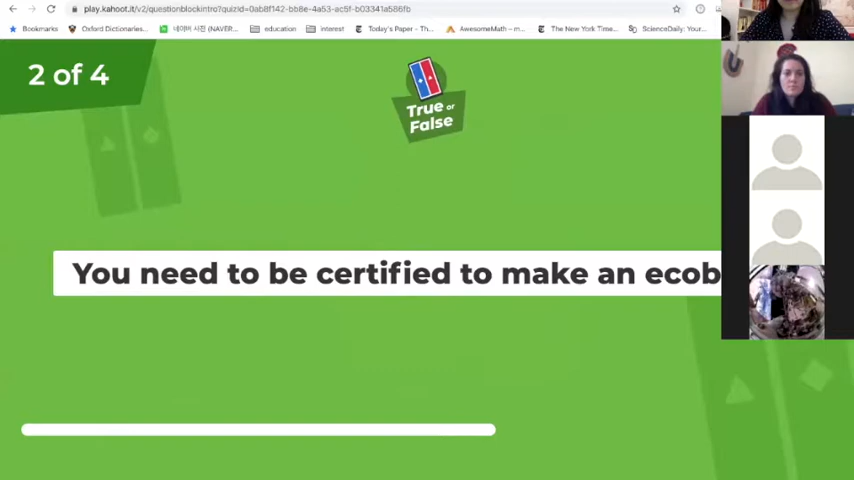 play.kahoot.it/v2/questionblockintro?quizId=0ab8f142-bb8e-4a53-ac5f-b03341a586fb
Bookmarks Oxford Dictionaries... 네이버 사전 (NAVER... education interest Today's Paper - Th... AwesomeMath – m... The New York Time... ScienceDaily: Your...
2 of 4
True or
False
You need to be certified to make an ecob